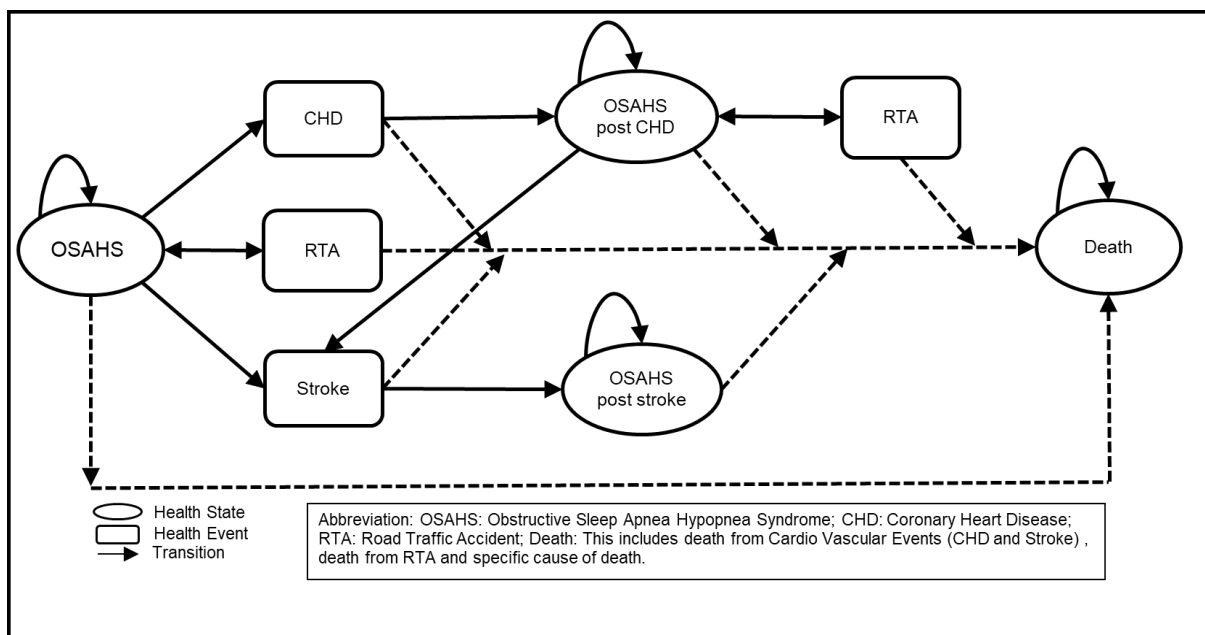 CHD
OSAHS
post CHD
RTA
OSAHS
RTA
Death
Stroke
OSAHS
post stroke
Health State
Health Event
Transition
Abbreviation: OSAHS: Obstructive Sleep Apnea Hypopnea Syndrome; CHD: Coronary Heart Disease;
RTA: Road Traffic Accident; Death: This includes death from Cardio Vascular Events (CHD and Stroke) ,
death from RTA and specific cause of death.